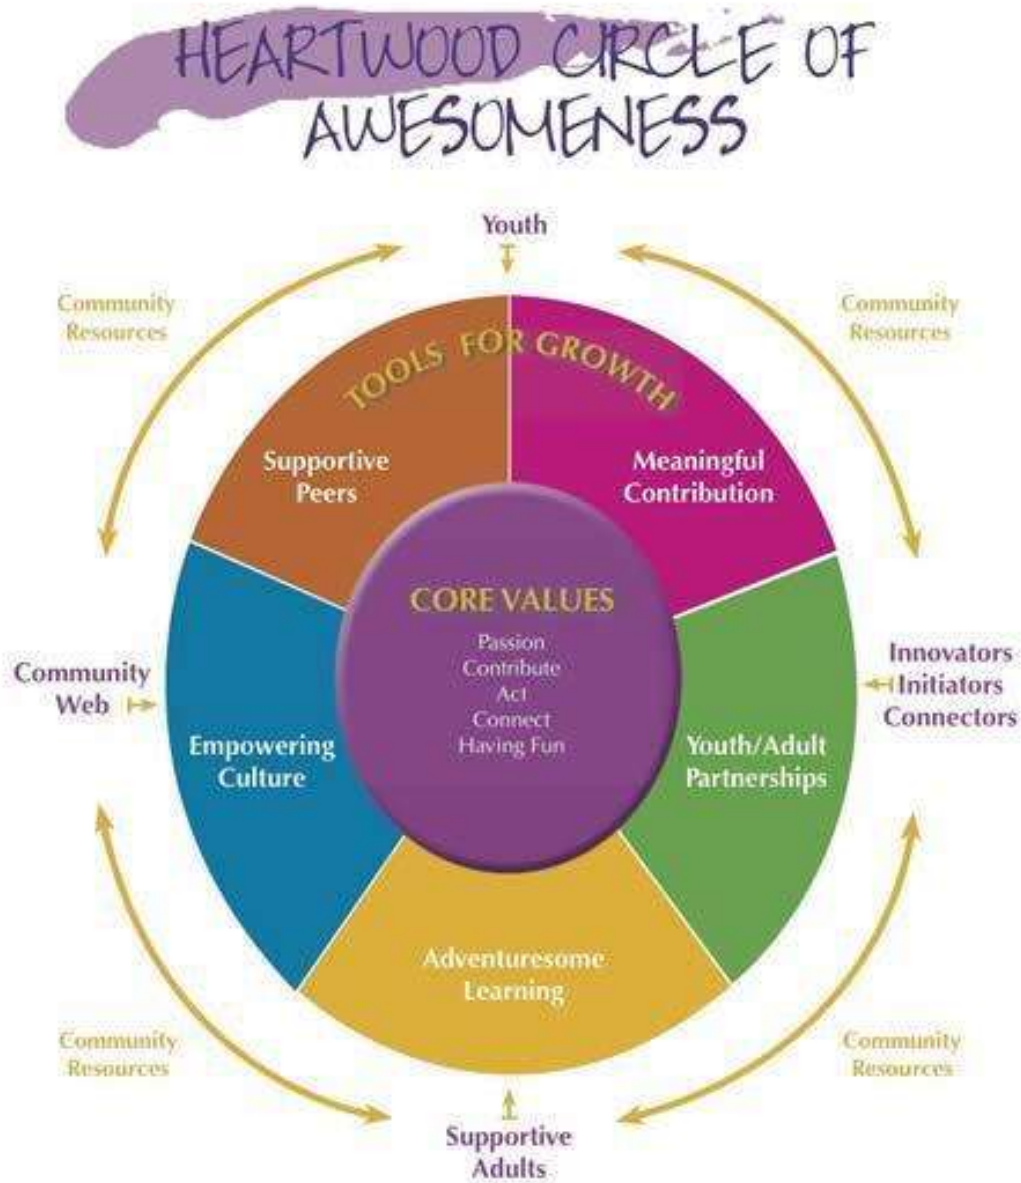 HEARTWOOD CIRCLE OF
AWESOMENESS
Youth
Community
Resources
Community
Resources
TOOLS FOR GROWTH
Supportive
Peers
Meaningful
Contribution
CORE VALUES
Passion
Contribute
Act
Connect
Having Fun
Community
Web
Innovators
Initiators
Connectors
Empowering
Culture
Youth/Adult
Partnerships
Adventuresome
Learning
Community
Resources
Community
Resources
Supportive
Adults